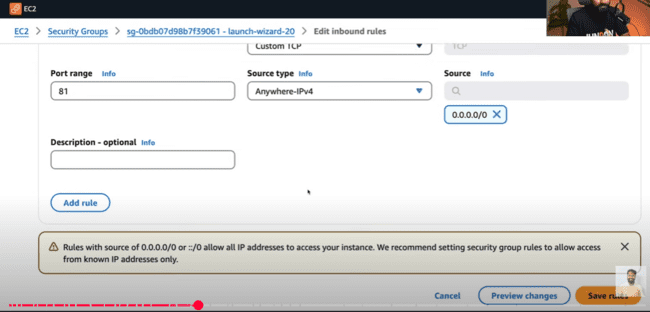 EC2
EC2 > Security Groups > sg-0bdb07d98b7f39061 - launch-wizard-20 > Edit inbound rules
Custom TCP
TCP
Port range Info
Source type Info
Source Info
81
Anywhere-IPv4
0.0.0.0/0 X
Description - optional Info
Add rule
Rules with source of 0.0.0.0/0 or ::/0 allow all IP addresses to access your instance. We recommend setting security group rules to allow access
from known IP addresses only.
Cancel
Preview changes
Save rules